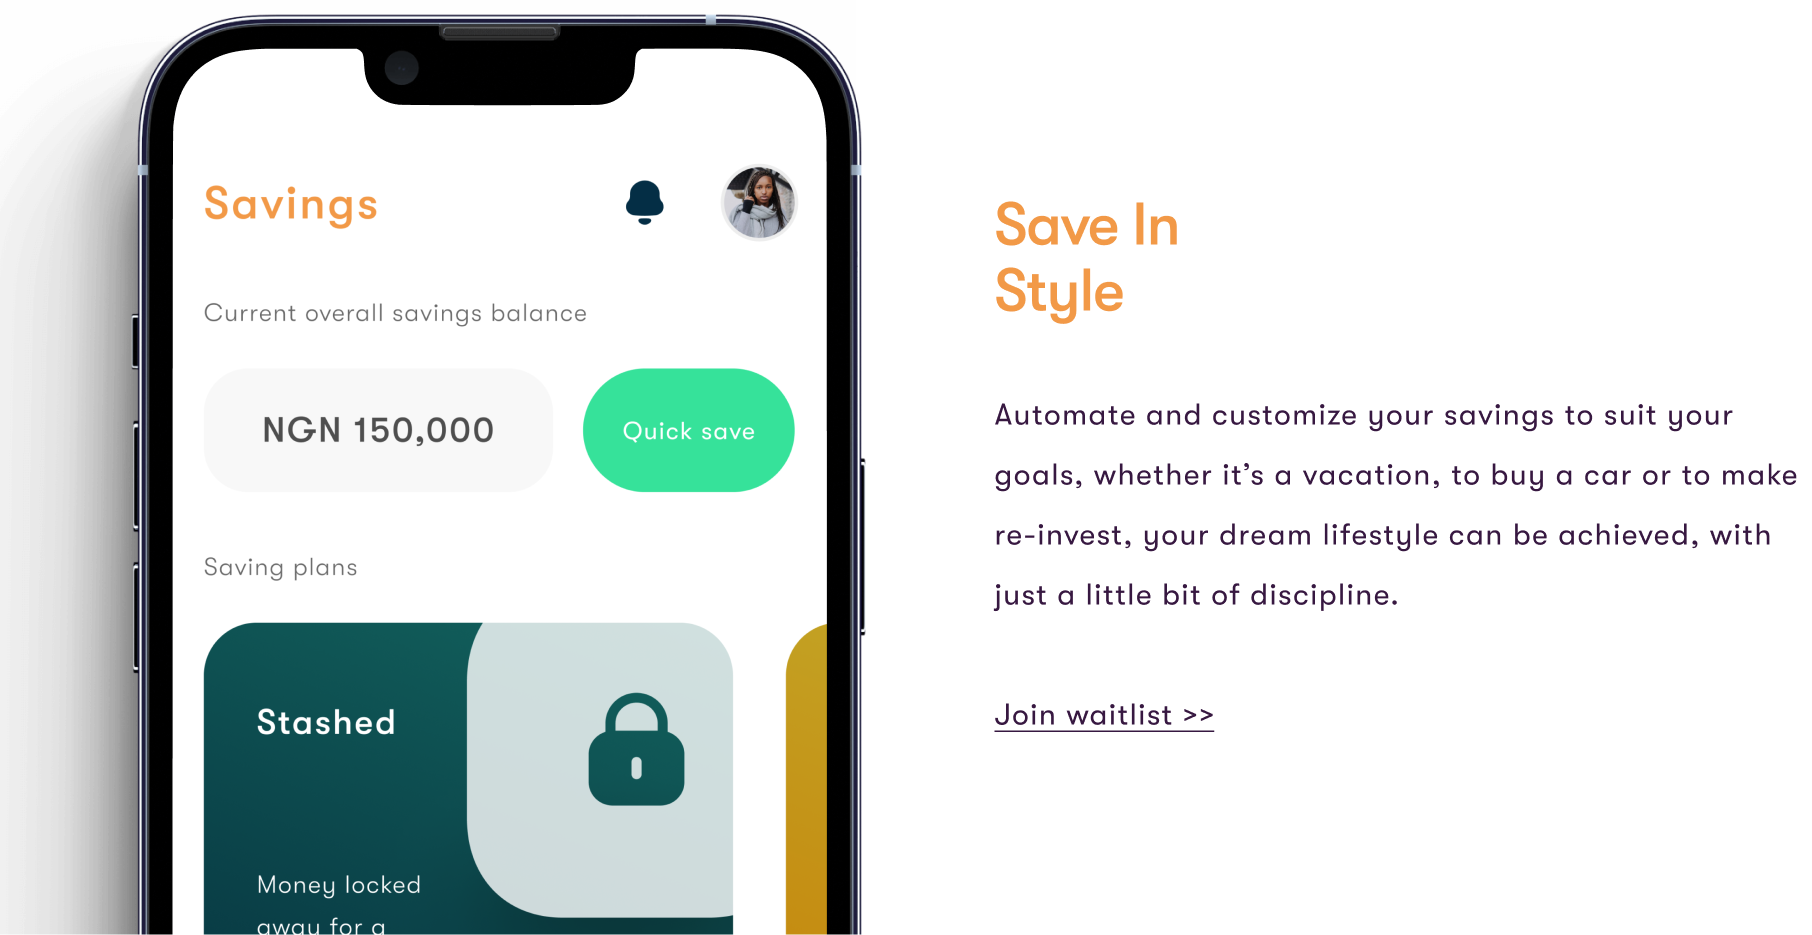 Savings
Current overall savings balance
NGN 150,000
Quick save
Saving plans
Stashed
Money locked
away for a
Save In
Style
Automate and customize your savings to suit your
goals, whether it’s a vacation, to buy a car or to make
re-invest, your dream lifestyle can be achieved, with
just a little bit of discipline.
Join waitlist >>